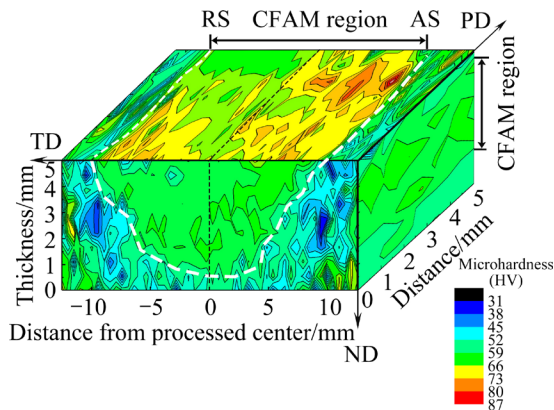 RS CFAM region AS PD
CFAM region
TD
Thickness/mm
5
4
3
2
1
0
−10 −5 0 5 10
Distance from processed center/mm
ND
0 1 2 3 4 5
Distance/mm
Microhardness
(HV)
31
38
45
52
59
66
73
80
87